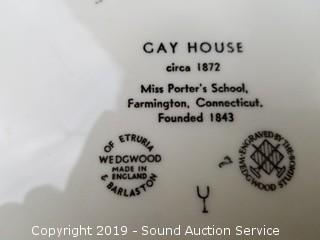 GAY HOUSE
circa 1872
Miss Porter's School,
Farmington, Connecticut.
Founded 1843
OF ETRURIA
WEDGWOOD
MADE IN
ENGLAND
& BARLASTON
ENGRAVED BY THE
WEDGWOOD STUDIO
Copyright 2019 - Sound Auction Service